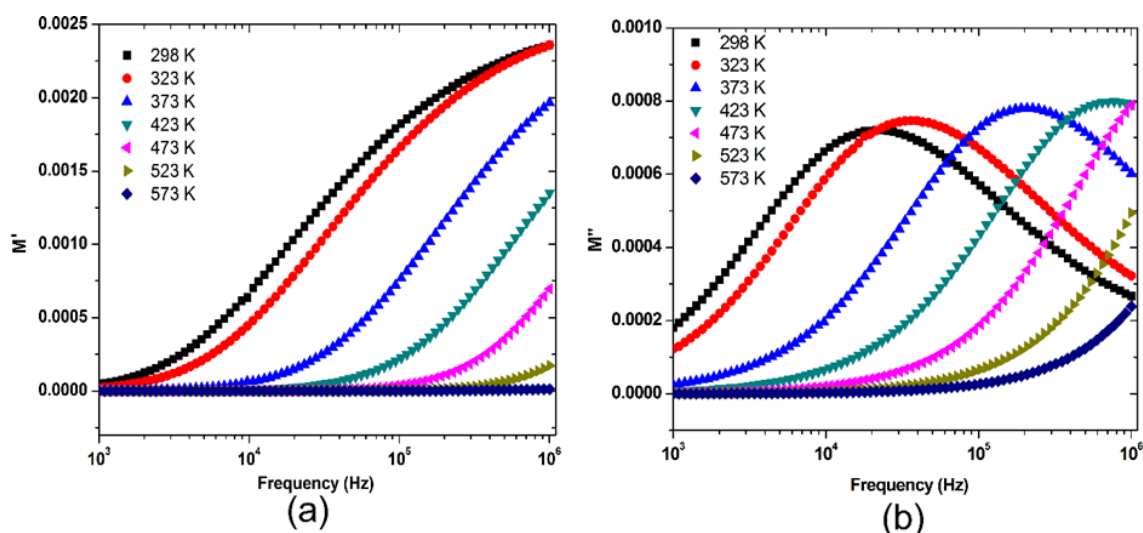 0.0025
0.0020
0.0015
0.0010
0.0005
0.0000
M'
298 K
323 K
373 K
423 K
473 K
523 K
573 K
10³ 10⁴ 10⁵ 10⁶
Frequency (Hz)
(a)
0.0010
0.0008
0.0006
0.0004
0.0002
0.0000
M"
298 K
323 K
373 K
423 K
473 K
523 K
573 K
10³ 10⁴ 10⁵ 10⁶
Frequency (Hz)
(b)